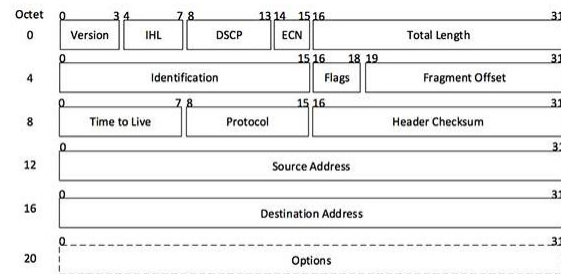 Octet 0 3 4 7 8 13 14 15 16 31
0 Version IHL DSCP ECN Total Length
0 15 16 18 19 31
4 Identification Flags Fragment Offset
0 7 8 15 16 31
8 Time to Live Protocol Header Checksum
0 31
12 Source Address
0 31
16 Destination Address
0 31
20 Options